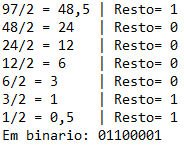 97/2 = 48,5 | Resto= 1
48/2 = 24 | Resto= 0
24/2 = 12 | Resto= 0
12/2 = 6 | Resto= 0
6/2 = 3 | Resto= 0
3/2 = 1 | Resto= 1
1/2 = 0,5 | Resto= 1
Em binario: 01100001